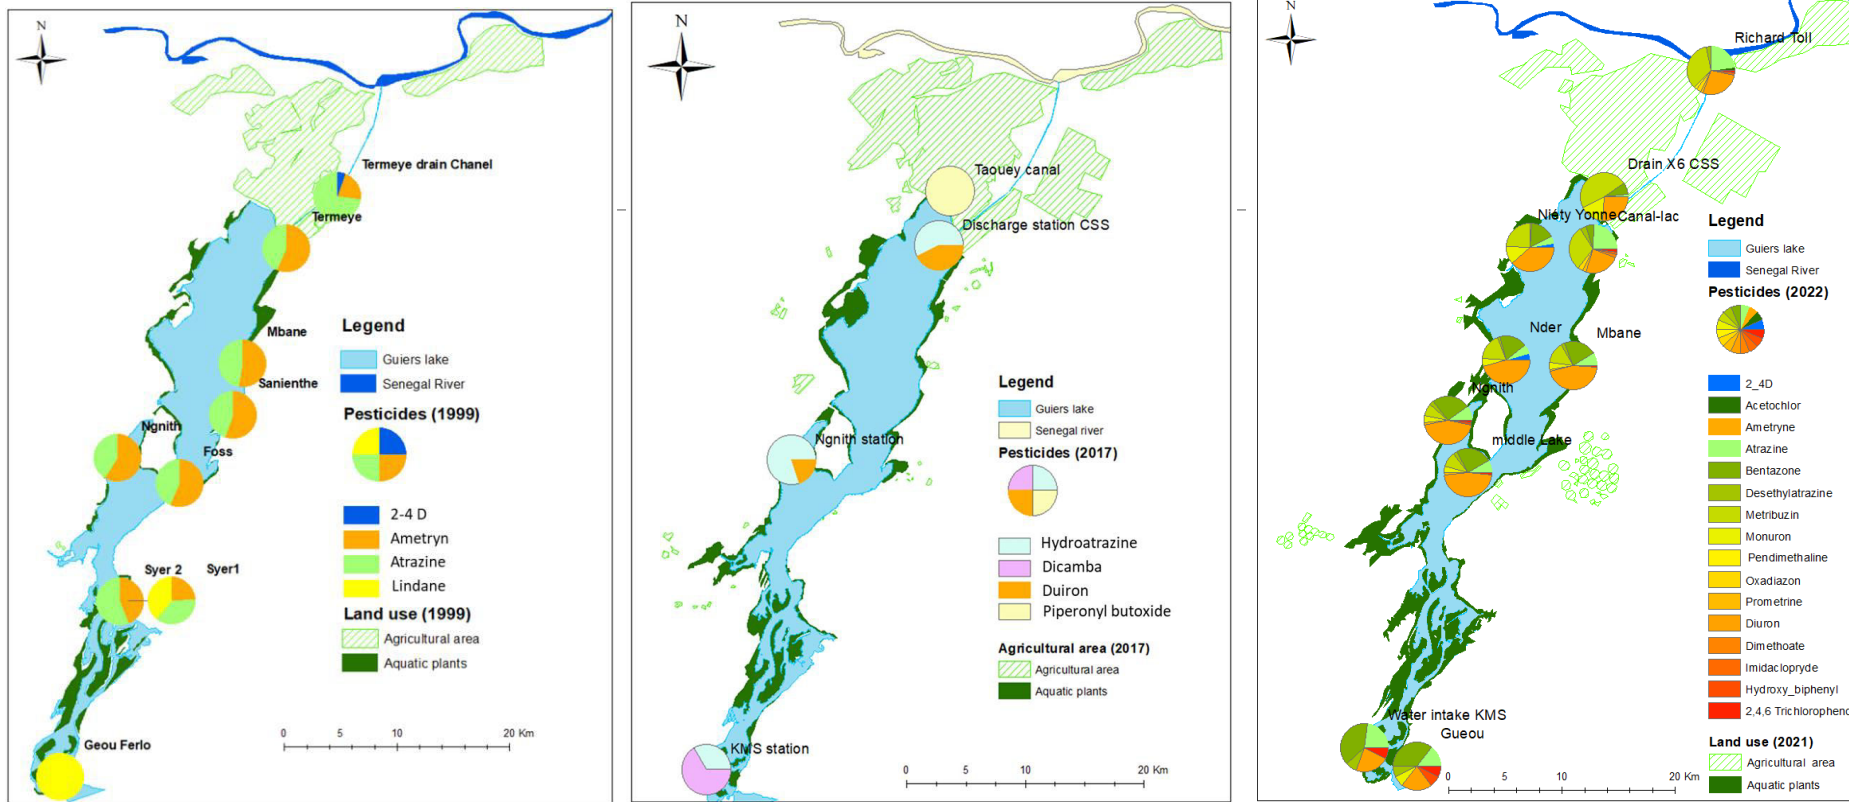 N
Termeye drain Chanel
Termeye
Mbane
Sanienthe
Ngnith
Foss
Syer 2
Syer1
Geou Ferlo
Legend
Guiers lake
Senegal River
Pesticides (1999)
2-4 D
Ametryn
Atrazine
Lindane
Land use (1999)
Agricultural area
Aquatic plants
0 5 10 20 Km
N
Taouey canal
Discharge station CSS
Ngnith station
KMS station
Legend
Guiers lake
Senegal river
Pesticides (2017)
Hydroatrazine
Dicamba
Duiron
Piperonyl butoxide
Agricultural area (2017)
Agricultural area
Aquatic plants
0 5 10 20 Km
N
Richard Toll
Drain X6 CSS
Niety Yonne
Canal-lac
Nder
Mbane
Ngnith
middle Lake
Water intake KMS
Gueou
Legend
Guiers lake
Senegal River
Pesticides (2022)
2_4D
Acetochlor
Ametryne
Atrazine
Bentazone
Desethylatrazine
Metribuzin
Monuron
Pendimethaline
Oxadiazon
Prometrine
Diuron
Dimethoate
Imidaclopryde
Hydroxy_biphenyl
2,4,6 Trichloropheno
Land use (2021)
Agricultural area
Aquatic plants
0 5 10 20 Km